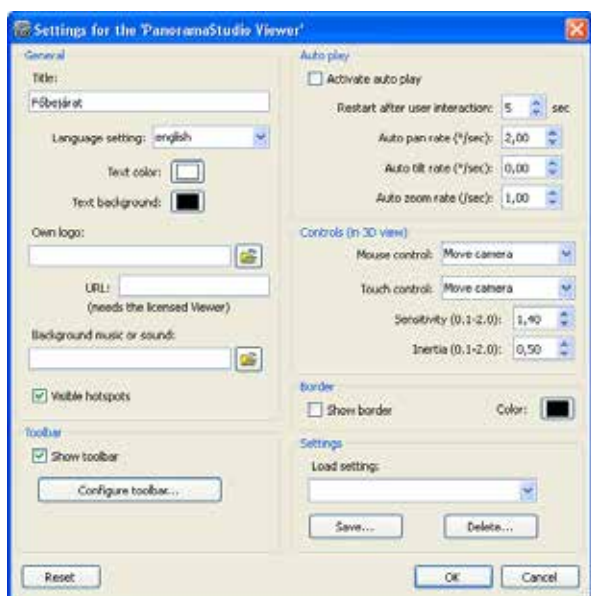 Settings for the 'PanoramaStudio Viewer'
General
Title:
Főbejárat
Language setting: english
Text color:
Text background:
Own logo:
URL:
(needs the licensed Viewer)
Background music or sound:
Visible hotspots
Toolbar
Show toolbar
Configure toolbar...
Auto play
Activate auto play
Restart after user interaction: 5 sec
Auto pan rate (°/sec): 2,00
Auto tilt rate (°/sec): 0,00
Auto zoom rate (/sec): 1,00
Controls (in 3D view)
Mouse control: Move camera
Touch control: Move camera
Sensitivity (0.1-2.0): 1,40
Inertia (0.1-2.0): 0,50
Border
Show border Color:
Settings
Load setting:
Save... Delete...
Reset OK Cancel